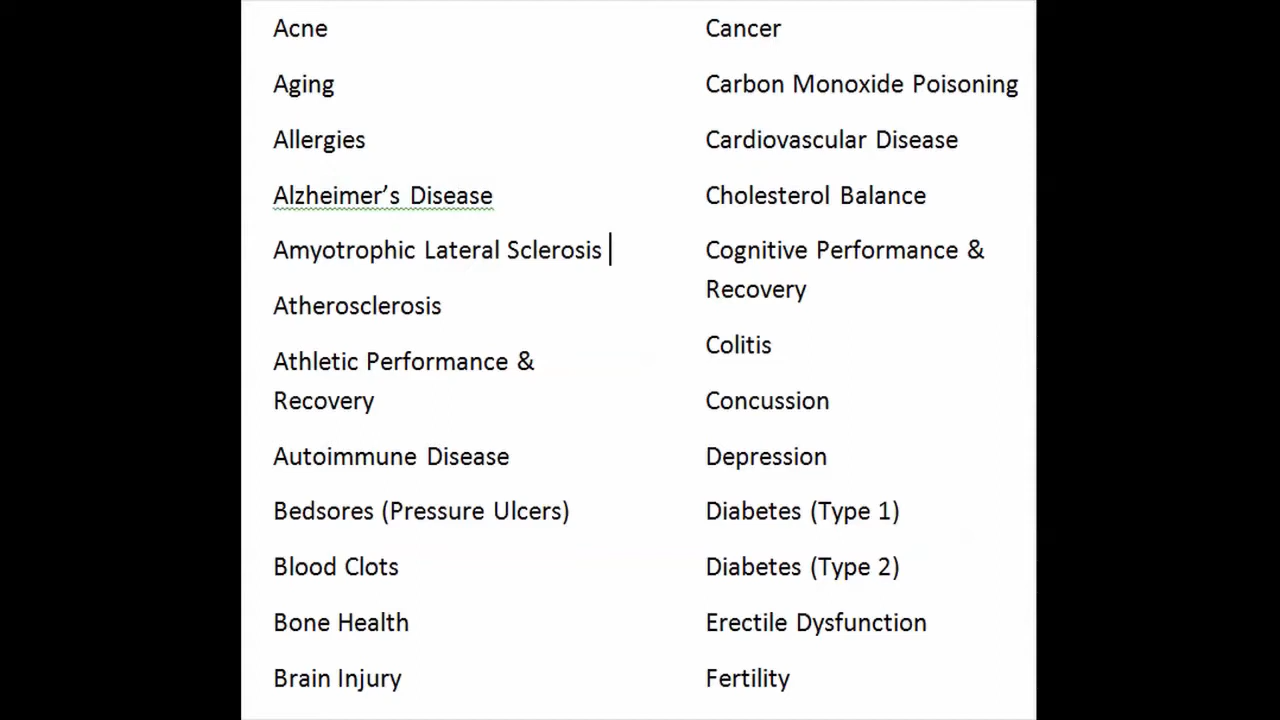 Acne
Aging
Allergies
Alzheimer’s Disease
Amyotrophic Lateral Sclerosis
Atherosclerosis
Athletic Performance &
Recovery
Autoimmune Disease
Bedsores (Pressure Ulcers)
Blood Clots
Bone Health
Brain Injury
Cancer
Carbon Monoxide Poisoning
Cardiovascular Disease
Cholesterol Balance
Cognitive Performance &
Recovery
Colitis
Concussion
Depression
Diabetes (Type 1)
Diabetes (Type 2)
Erectile Dysfunction
Fertility